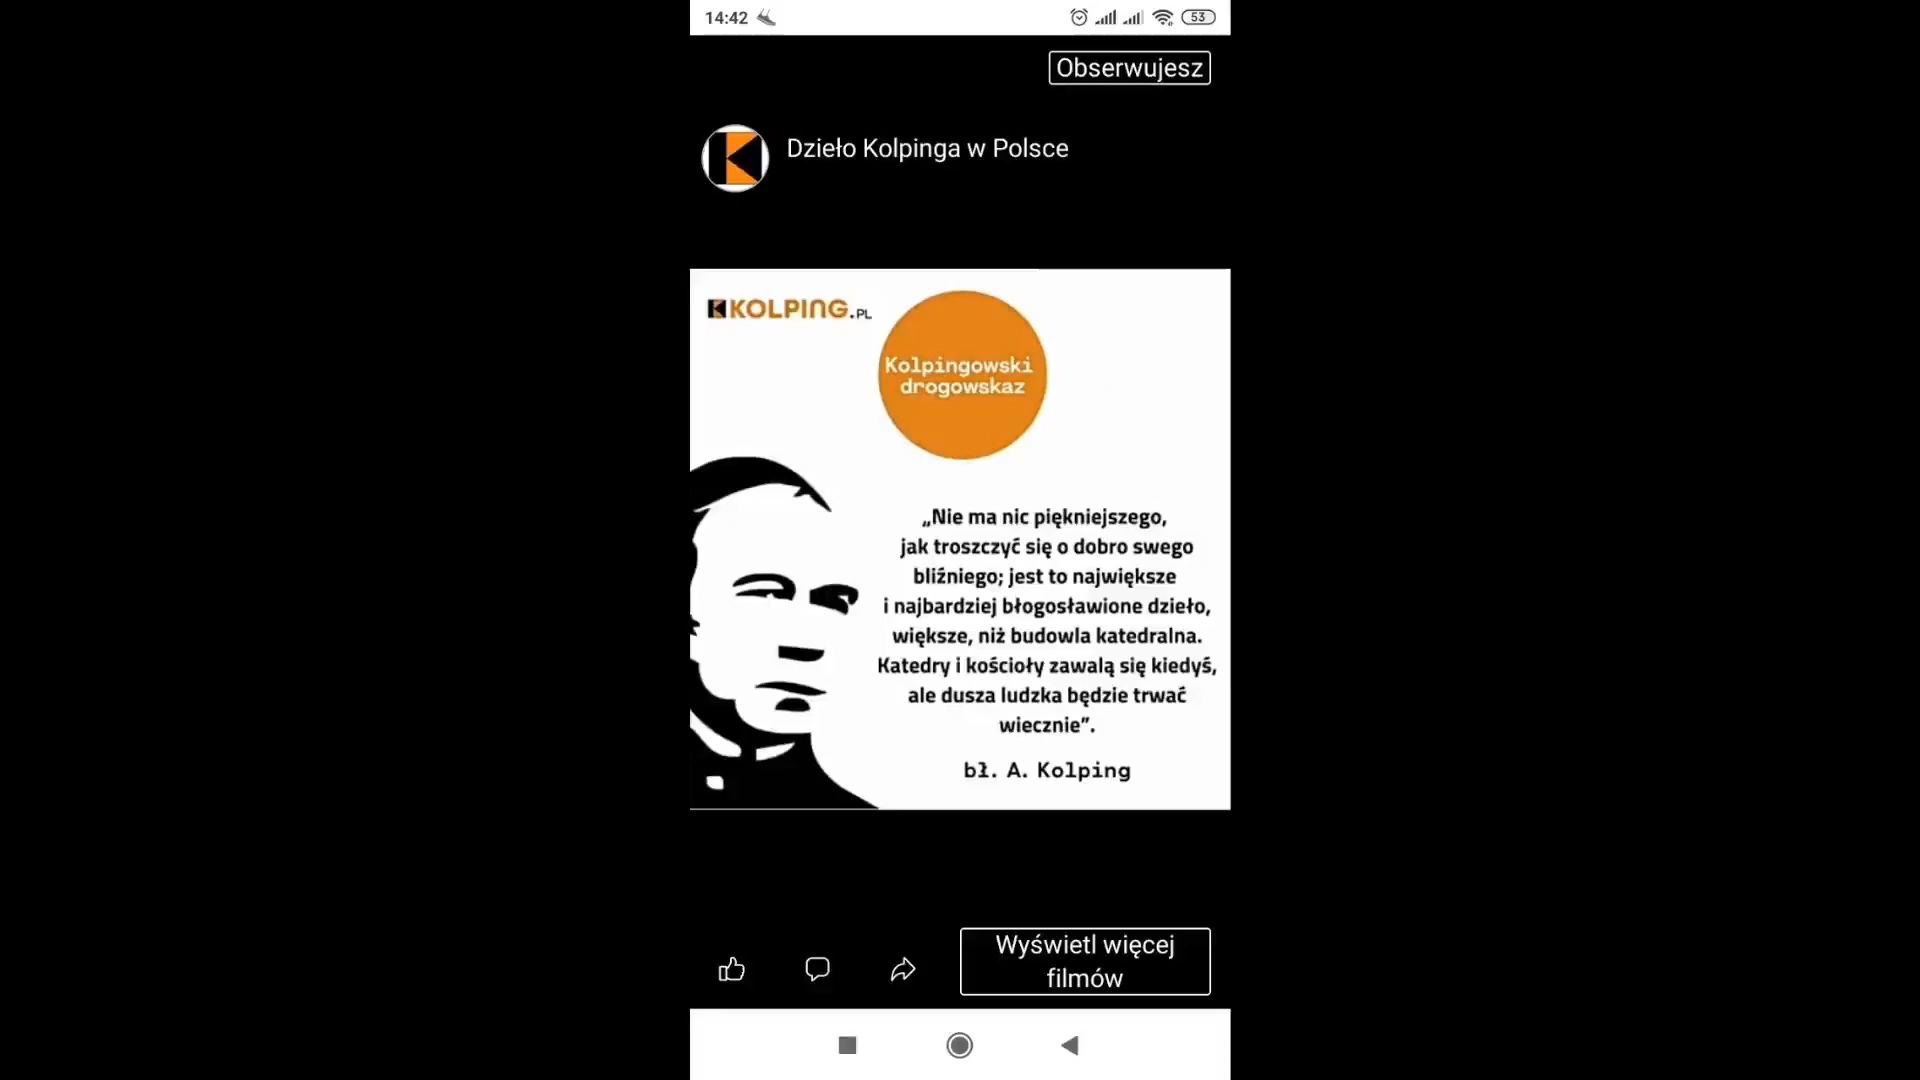 14:42
53
Obserwujesz
Dzieło Kolpinga w Polsce
KOLPING.PL
Kolpingowski
drogowskaz
„Nie ma nic piękniejszego,
jak troszczyć się o dobro swego
bliźniego; jest to największe
i najbardziej błogosławione dzieło,
większe, niż budowla katedralna.
Katedry i kościoły zawalą się kiedyś,
ale dusza ludzka będzie trwać
wiecznie”.
bł. A. Kolping
Wyświetl więcej
filmów